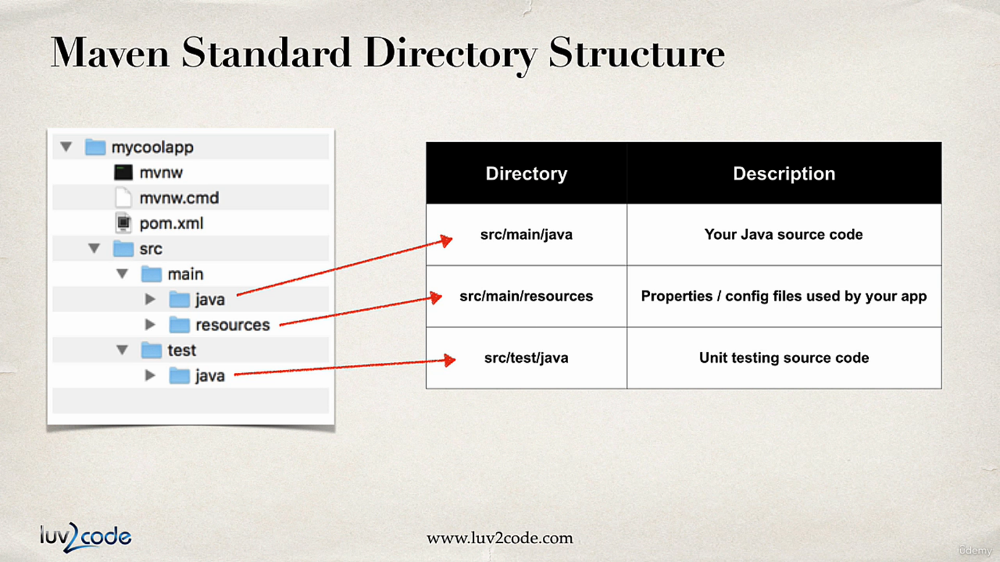 Maven Standard Directory Structure
mycoolapp
mvnw
mvnw.cmd
pom.xml
src
main
java
resources
test
java
Directory Description
src/main/java Your Java source code
src/main/resources Properties / config files used by your app
src/test/java Unit testing source code
luv2code
www.luv2code.com
ûdemy